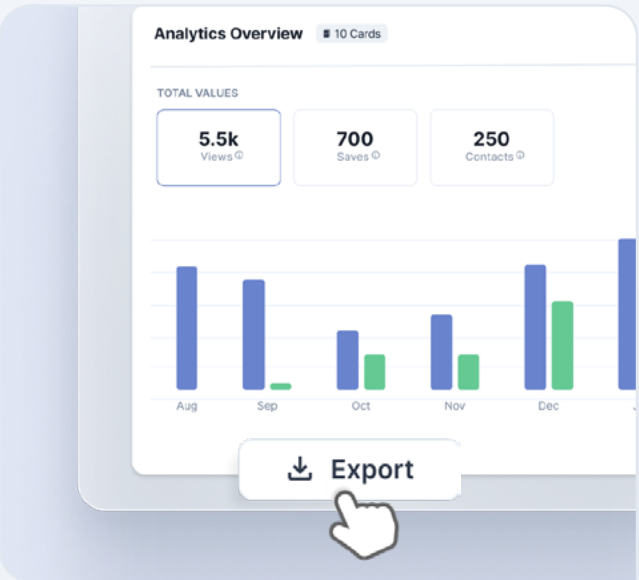 Analytics Overview 10 Cards
TOTAL VALUES
5.5k 700 250
Views Saves Contacts
Aug Sep Oct Nov Dec
Export